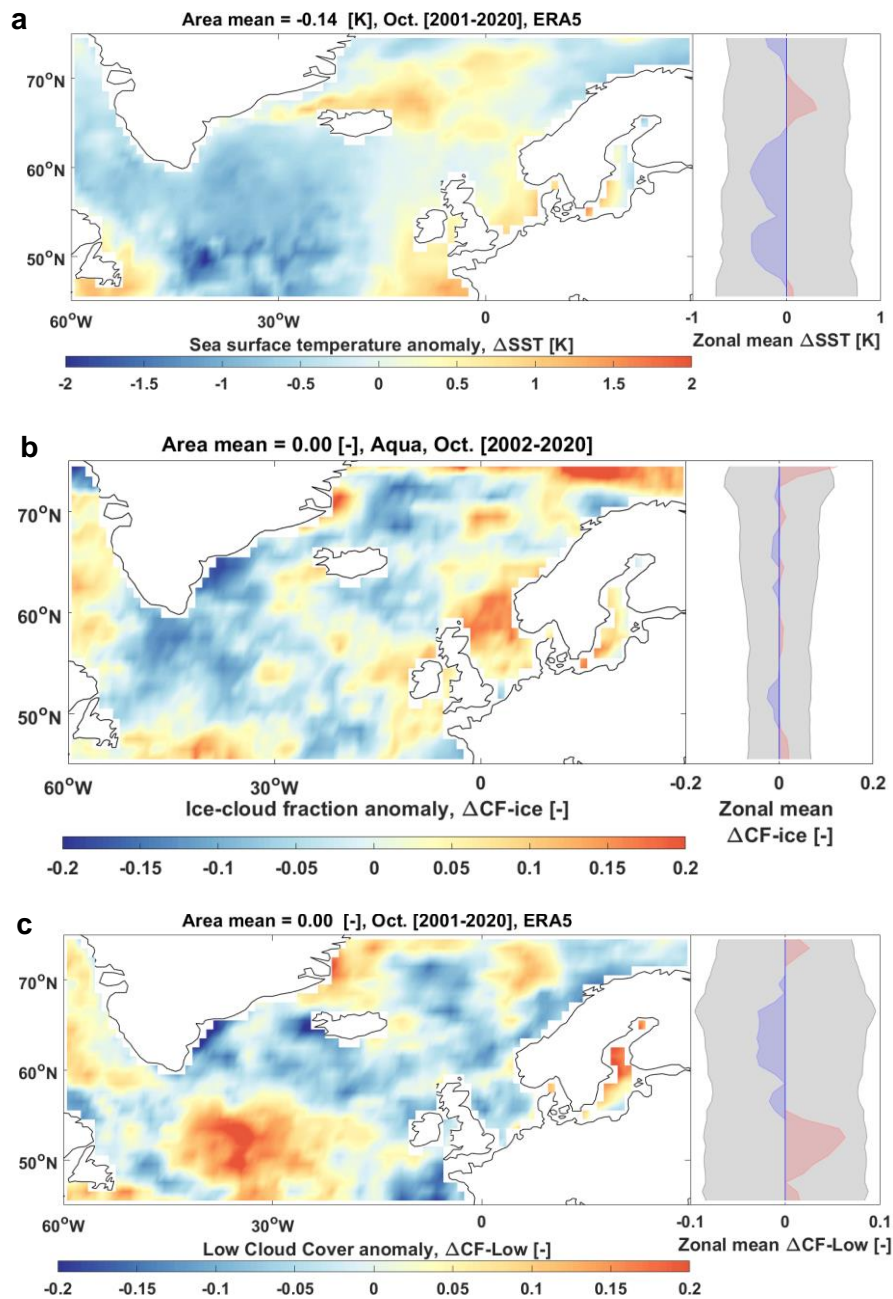 a
Area mean = -0.14 [K], Oct. [2001-2020], ERA5
70°N
60°N
50°N
60°W 30°W 0 -1 0 1
Sea surface temperature anomaly, ΔSST [K]
Zonal mean ΔSST [K]
-2 -1.5 -1 -0.5 0 0.5 1 1.5 2
b
Area mean = 0.00 [-], Aqua, Oct. [2002-2020]
70°N
60°N
50°N
60°W 30°W 0 -0.2 0 0.2
Ice-cloud fraction anomaly, ΔCF-ice [-]
Zonal mean
ΔCF-ice [-]
-0.2 -0.15 -0.1 -0.05 0 0.05 0.1 0.15 0.2
c
Area mean = 0.00 [-], Oct. [2001-2020], ERA5
70°N
60°N
50°N
60°W 30°W 0 -0.1 0 0.1
Low Cloud Cover anomaly, ΔCF-Low [-]
Zonal mean ΔCF-Low [-]
-0.2 -0.15 -0.1 -0.05 0 0.05 0.1 0.15 0.2